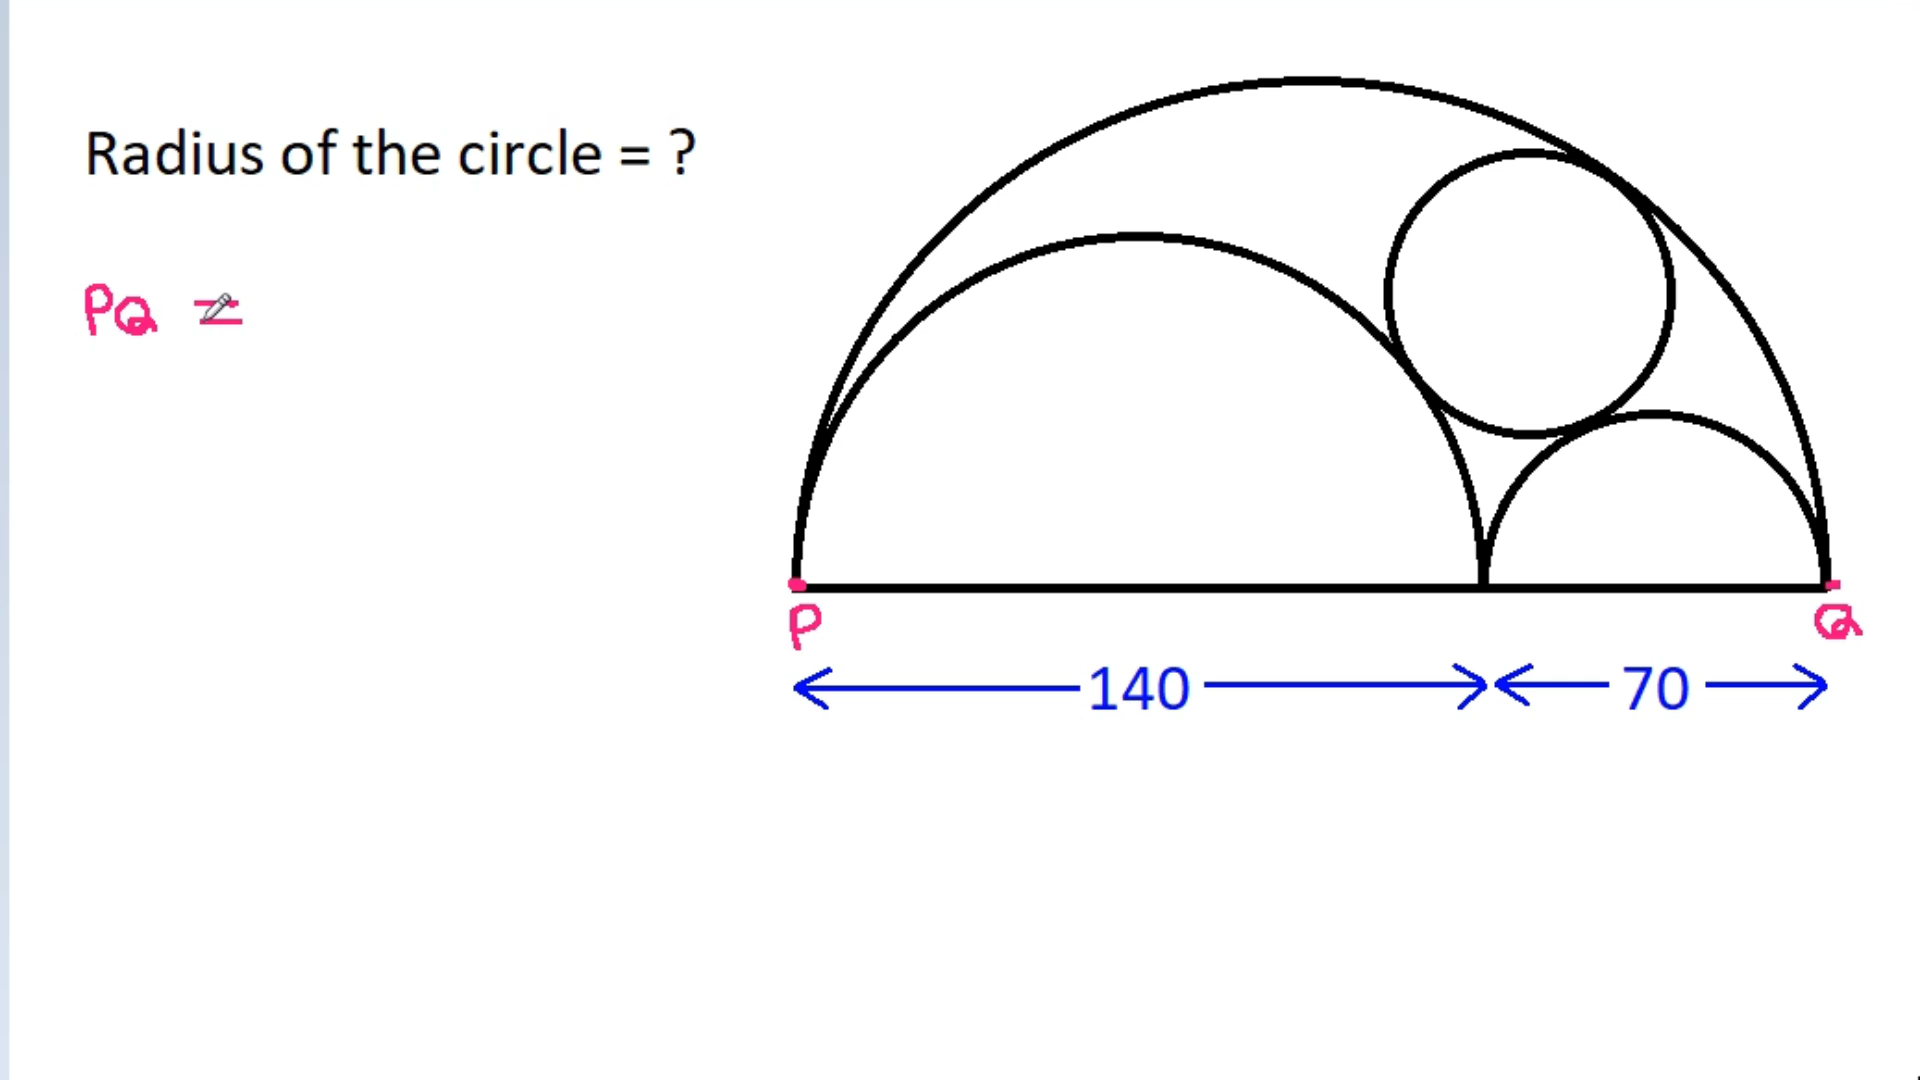 Radius of the circle = ?
PQ =
P
Q
140
70